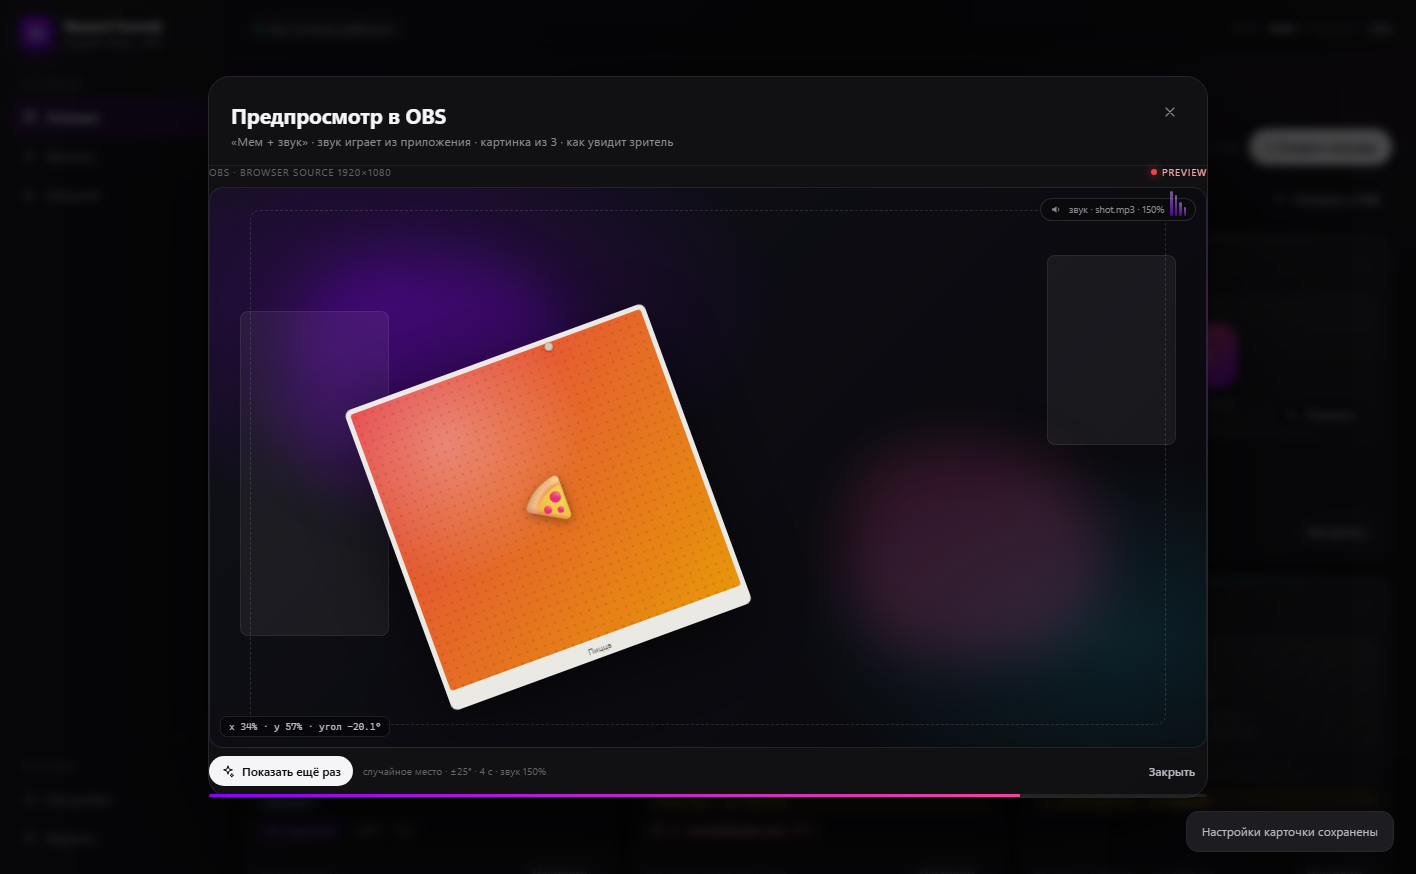 Предпросмотр в OBS
«Мем + звук» · звук играет из приложения · картинка из 3 · как увидит зритель
OBS · BROWSER SOURCE 1920×1080
PREVIEW
звук · shot.mp3 · 150%
Пицца
x 34% · y 57% · угол −20.1°
Показать ещё раз
случайное место · ±25° · 4 с · звук 150%
Закрыть
Настройки карточки сохранены